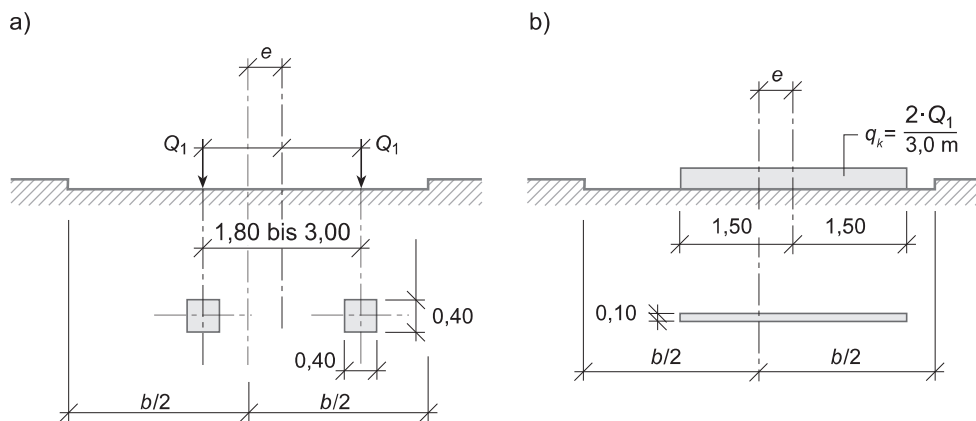 a)
e
Q1
Q1
1,80 bis 3,00
0,40
0,40
b/2
b/2
b)
e
qk = 2·Q1
3,0 m
1,50
1,50
0,10
b/2
b/2